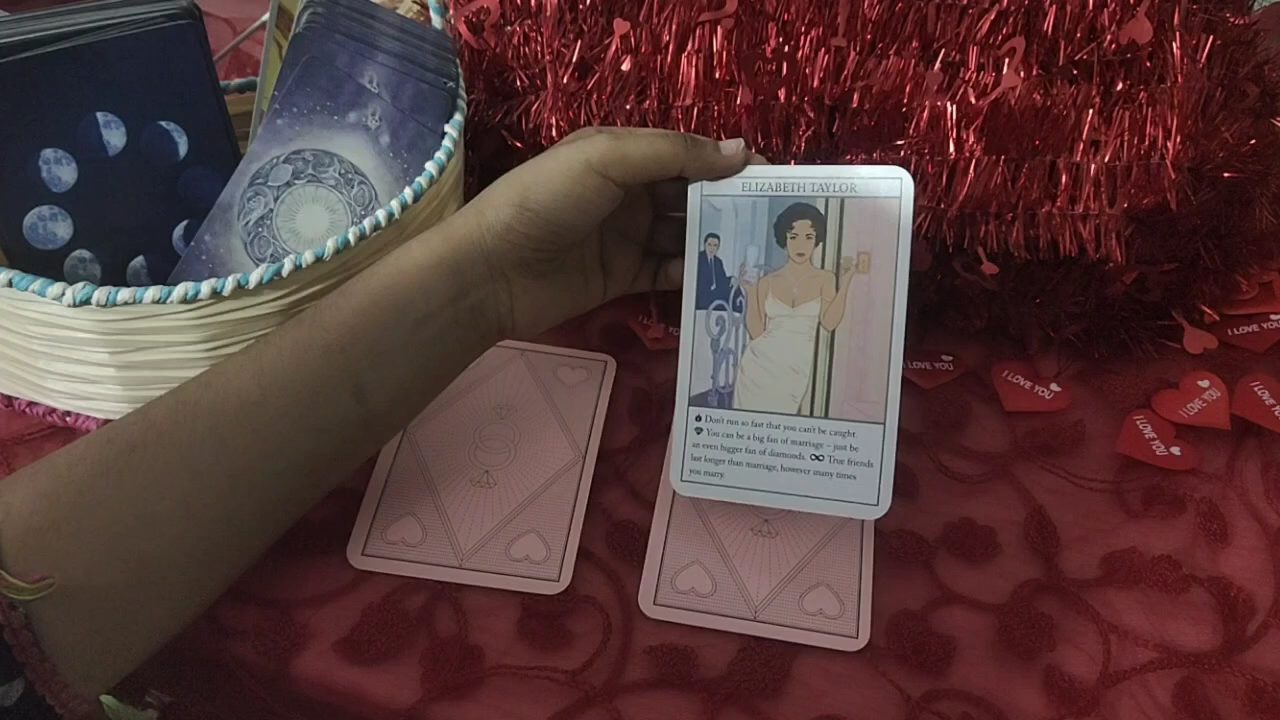 ELIZABETH TAYLOR
Don't run so fast that you can't be caught.
You can be a big fan of marriage – just be
an even bigger fan of diamonds. True friends
last longer than marriage, however many times
you marry.
I LOVE YOU
I LOVE YOU
I LOVE YOU
I LOVE YOU
I LOVE YOU